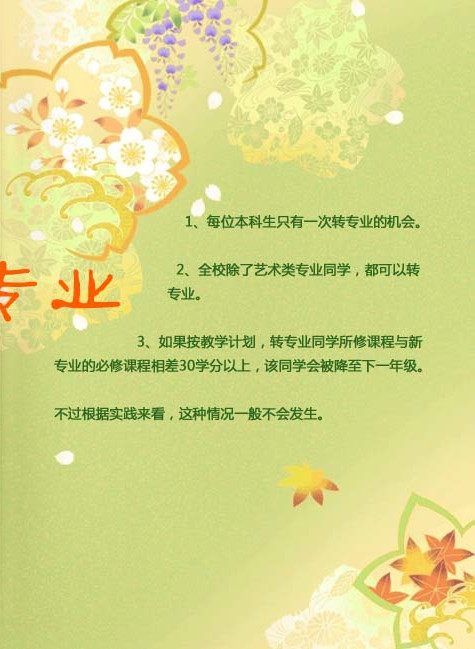 1、每位本科生只有一次转专业的机会。
2、全校除了艺术类专业同学，都可以转
专业。
专业
3、如果按教学计划，转专业同学所修课程与新
专业的必修课程相差30学分以上，该同学会被降至下一年级。
不过根据实践来看，这种情况一般不会发生。